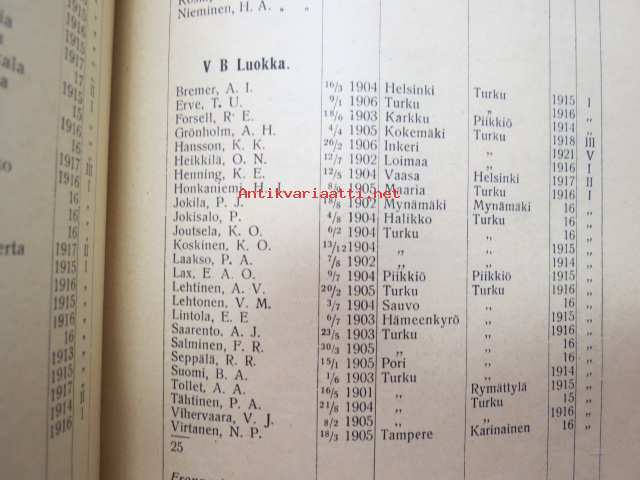 Nieminen, H. A. „ „
V B Luokka.
Bremer, A. I. 16/3 1904 Helsinki Turku 1915 I
Erve, T. U. 9/1 1906 Turku „ 1916 „
Forsell, R E. 18/6 1903 Karkku Piikkiö 1914 „
Grönholm, A. H. 4/4 1905 Kokemäki Turku 1918 III
Hansson, K. K. 26/2 1906 Inkeri „ 1921 V
Heikkilä, O. N. 12/7 1902 Loimaa „ 1916 I
Henning, K. E. 12/5 1904 Vaasa Helsinki 1917 II
Honkaniemi, H. 8/8 1905 Maaria Turku 1916 I
Antikvariaatti.net
Jokila, P. J. 18/8 1902 Mynämäki Mynämäki 16 „
Jokisalo, P. 4/8 1904 Halikko Turku 16 „
Joutsela, K. O. 6/2 1904 Turku „ 16 „
Koskinen, K. O. 13/12 1904 „ „ 1915 „
Laakso, P. A. 7/8 1902 „ „ 1914 „
Lax, E A. O. 9/7 1904 Piikkiö Piikkiö 1915 „
Lehtinen, A. V. 20/2 1905 Turku Turku 1916 „
Lehtonen, V. M. 3/7 1904 Sauvo „ 16 „
Lintola, E. E 6/7 1903 Hämeenkyrö „ 1915 „
Saarento, A. J. 23/5 1903 Turku „ 1916 „
Salminen, F. R. 30/3 1905 „ „ 16 „
Seppälä, R. R. 15/1 1905 Pori „ 16 „
Suomi, B. A. 1/6 1903 Turku „ 1914 „
Tollet, A. A. 16/5 1901 „ Rymättylä 1915 „
Tähtinen, P. A. 21/8 1904 „ Turku 15 „
Vihervaara, V. J. 8/2 1905 „ „ 1916 „
Virtanen, N. P. 18/3 1905 Tampere Karinainen 16 „
25